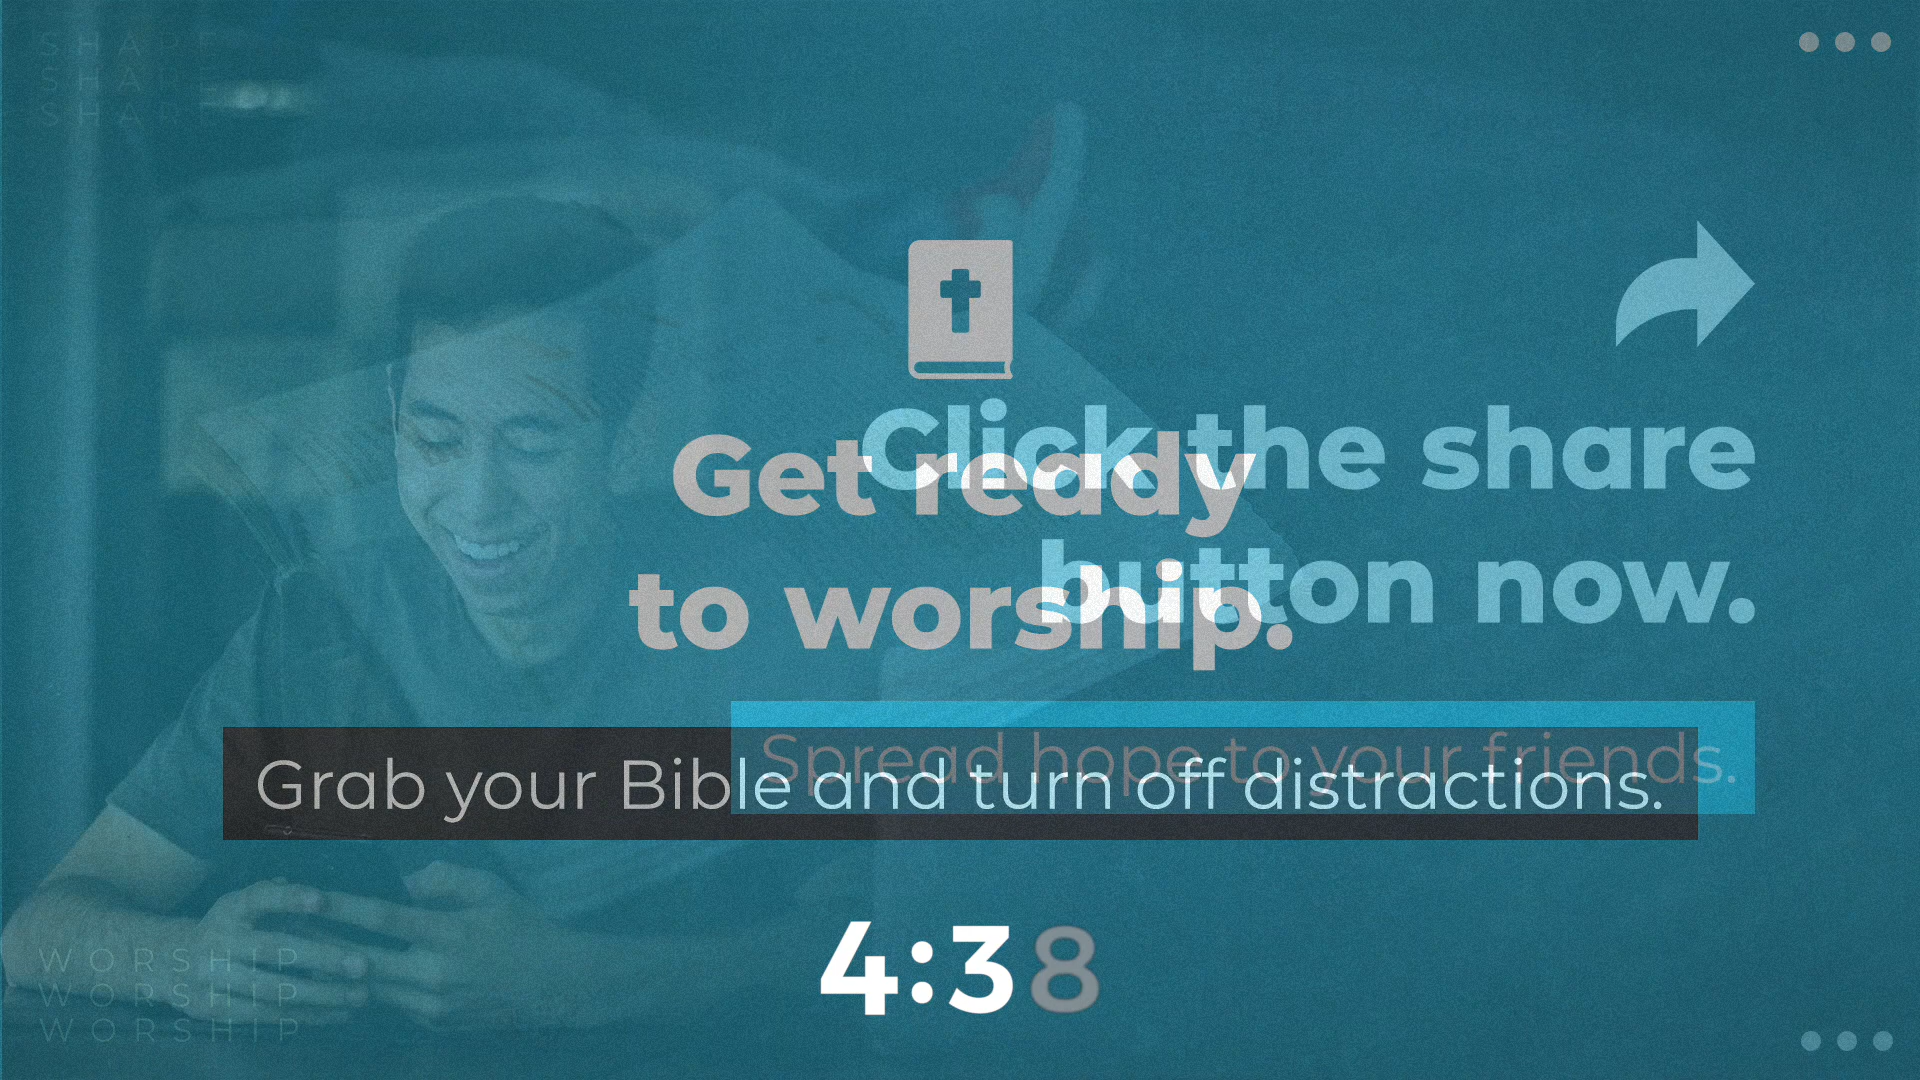 SHARE
SHARE
SHARE
Click the share
button now.
Spread hope to your friends.
Get ready
to worship.
Grab your Bible and turn off distractions.
4:38
WORSHIP
WORSHIP
WORSHIP